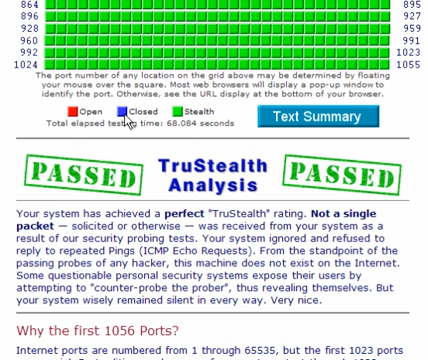 864 895
896 927
928 959
960 991
992 1023
1024 1055
The port number of any location on the grid above may be determined by floating
your mouse over the square. Most web browsers will display a pop-up window to
identify the port. Otherwise, see the URL display at the bottom of your browser.
Open Closed Stealth
Total elapsed testing time: 68.084 seconds
Text Summary
PASSED TruStealth Analysis PASSED
Your system has achieved a perfect "TruStealth" rating. Not a single
packet — solicited or otherwise — was received from your system as a
result of our security probing tests. Your system ignored and refused to
reply to repeated Pings (ICMP Echo Requests). From the standpoint of the
passing probes of any hacker, this machine does not exist on the Internet.
Some questionable personal security systems expose their users by
attempting to "counter-probe the prober", thus revealing themselves. But
your system wisely remained silent in every way. Very nice.
Why the first 1056 Ports?
Internet ports are numbered from 1 through 65535, but the first 1023 ports